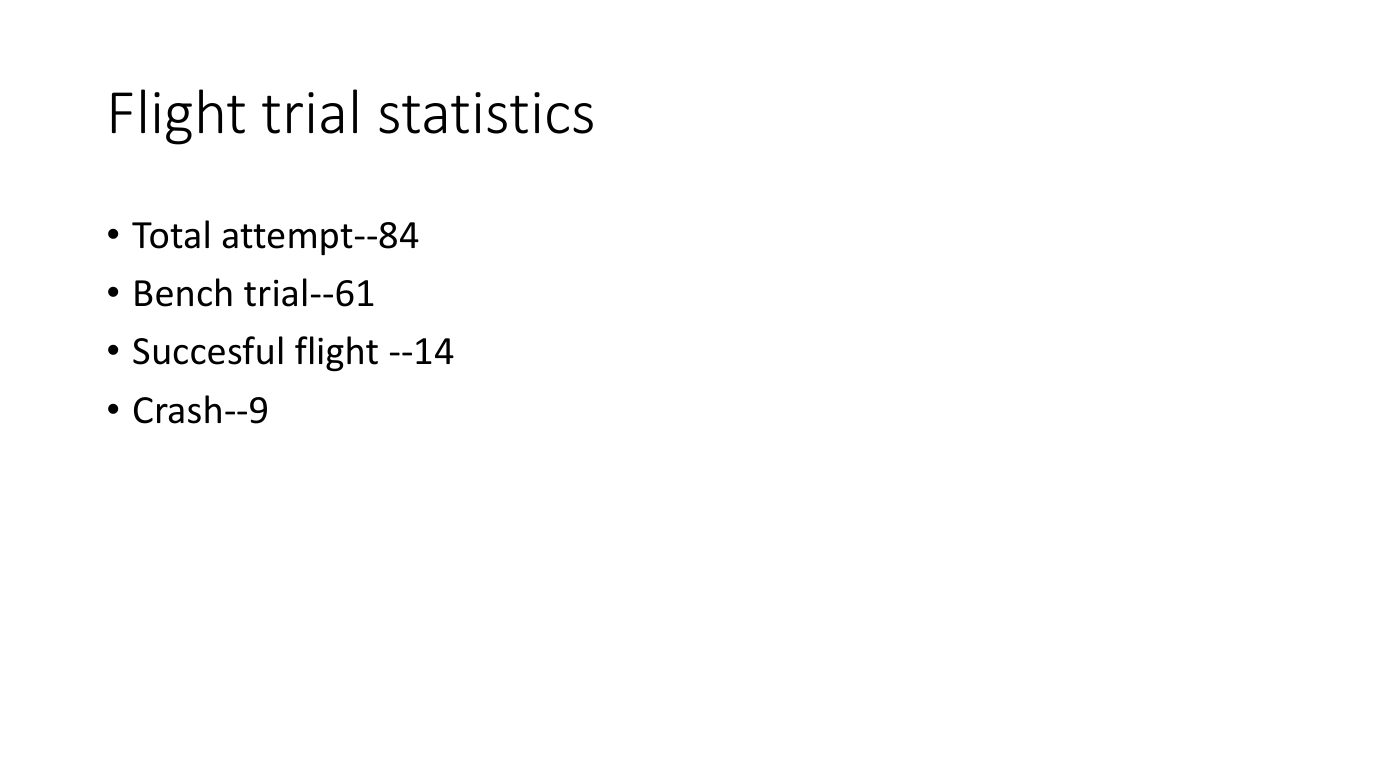 Flight trial statistics
• Total attempt--84
• Bench trial--61
• Succesful flight --14
• Crash--9